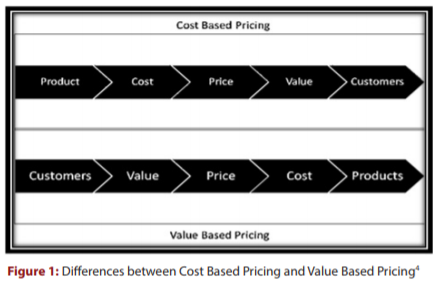 Cost Based Pricing
Product Cost Price Value Customers
Customers Value Price Cost Products
Value Based Pricing
Figure 1: Differences between Cost Based Pricing and Value Based Pricing⁴